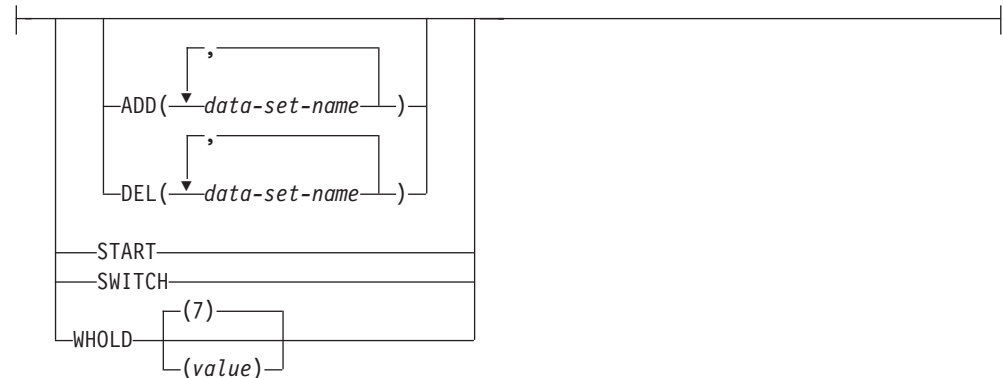 ,
ADD( data-set-name )
,
DEL( data-set-name )
START
SWITCH
(7)
WHOLD
(value)